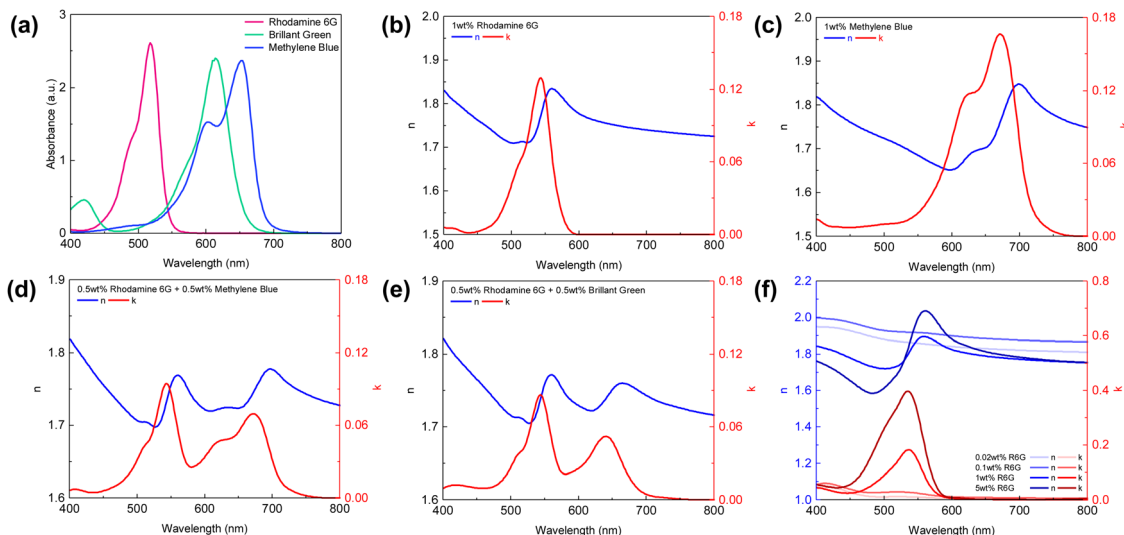 (a)
Rhodamine 6G
Brillant Green
Methylene Blue
Absorbance (a.u.)
3
2
1
0
400 500 600 700 800
Wavelength (nm)
(b)
1wt% Rhodamine 6G
n k
n
2.0
1.9
1.8
1.7
1.6
1.5
k
0.18
0.12
0.06
0.00
400 500 600 700 800
Wavelength (nm)
(c)
1wt% Methylene Blue
n k
n
2.0
1.9
1.8
1.7
1.6
1.5
k
0.18
0.12
0.06
0.00
400 500 600 700 800
Wavelength (nm)
(d)
0.5wt% Rhodamine 6G + 0.5wt% Methylene Blue
n k
n
1.9
1.8
1.7
1.6
k
0.18
0.12
0.06
0.00
400 500 600 700 800
Wavelength (nm)
(e)
0.5wt% Rhodamine 6G + 0.5wt% Brillant Green
n k
n
1.9
1.8
1.7
1.6
k
0.18
0.12
0.06
0.00
400 500 600 700 800
Wavelength (nm)
(f)
n
2.2
2.0
1.8
1.6
1.4
1.2
1.0
k
0.8
0.6
0.4
0.2
0.0
0.02wt% R6G n k
0.1wt% R6G n k
1wt% R6G n k
5wt% R6G n k
400 500 600 700 800
Wavelength (nm)